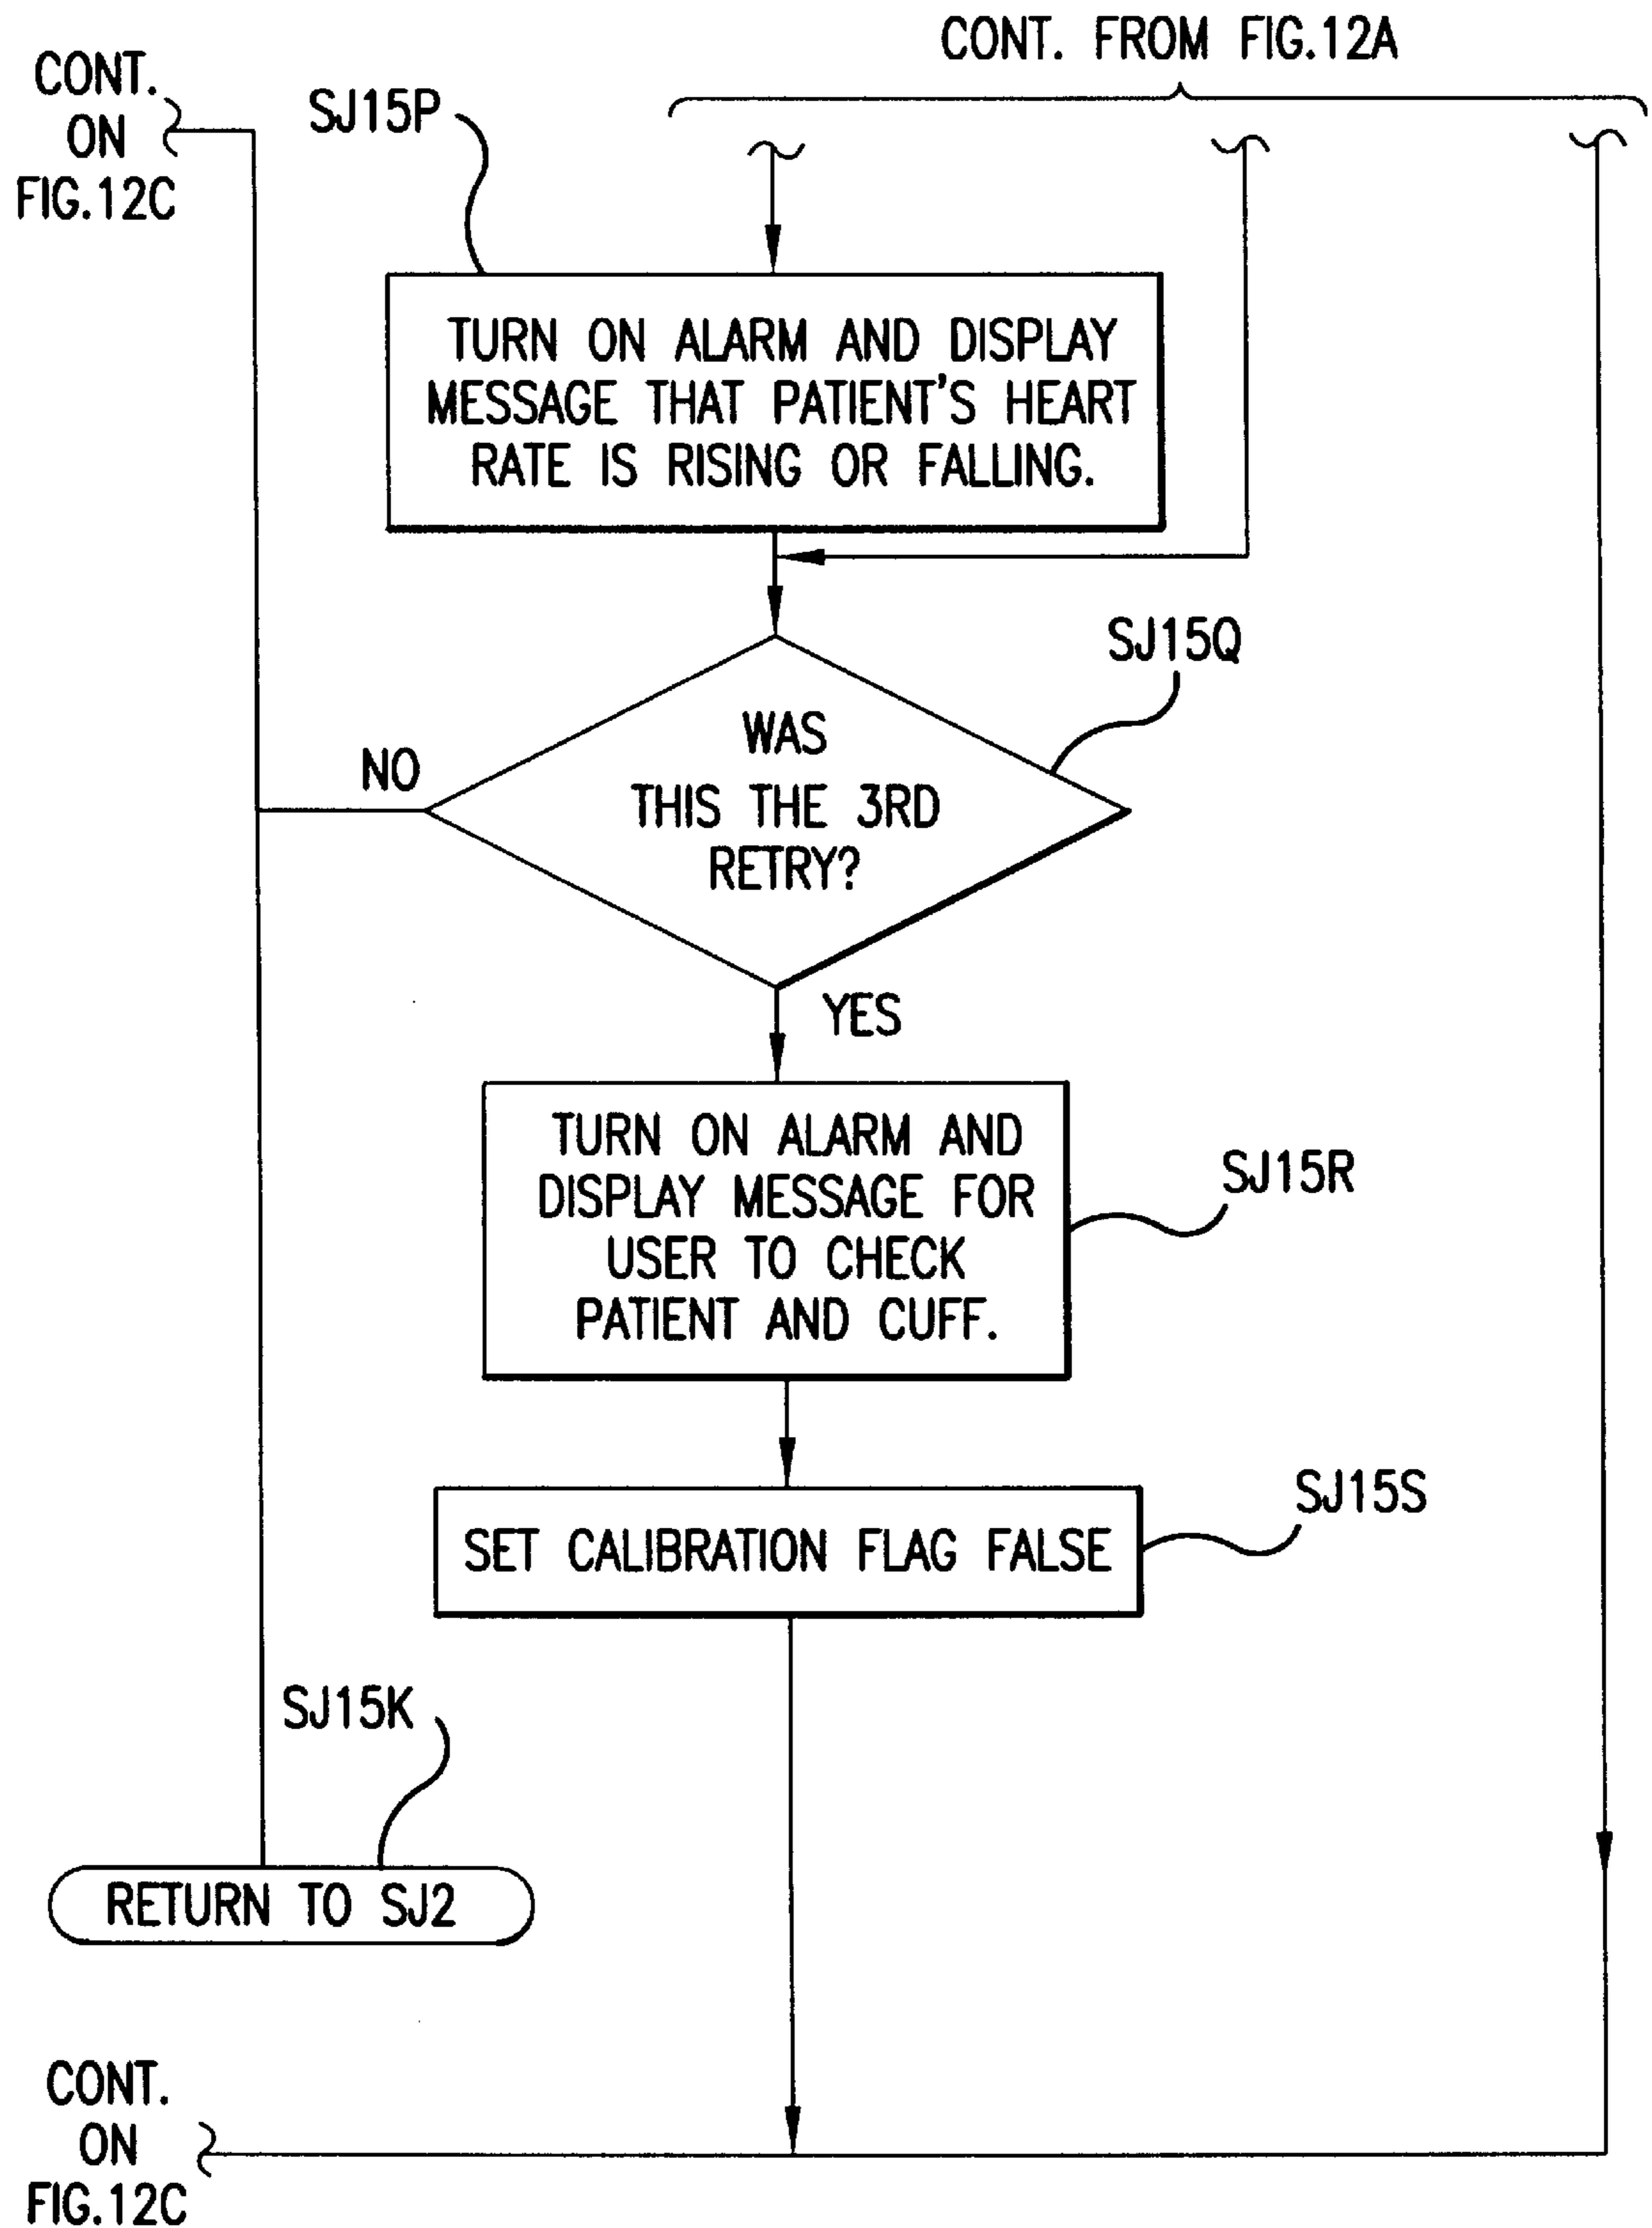 CONT. FROM FIG.12A
CONT.
ON
FIG.12C
SJ15P
TURN ON ALARM AND DISPLAY
MESSAGE THAT PATIENT'S HEART
RATE IS RISING OR FALLING.
SJ15Q
WAS
THIS THE 3RD
RETRY?
NO
YES
TURN ON ALARM AND
DISPLAY MESSAGE FOR
USER TO CHECK
PATIENT AND CUFF.
SJ15R
SET CALIBRATION FLAG FALSE
SJ15S
SJ15K
RETURN TO SJ2
CONT.
ON
FIG.12C